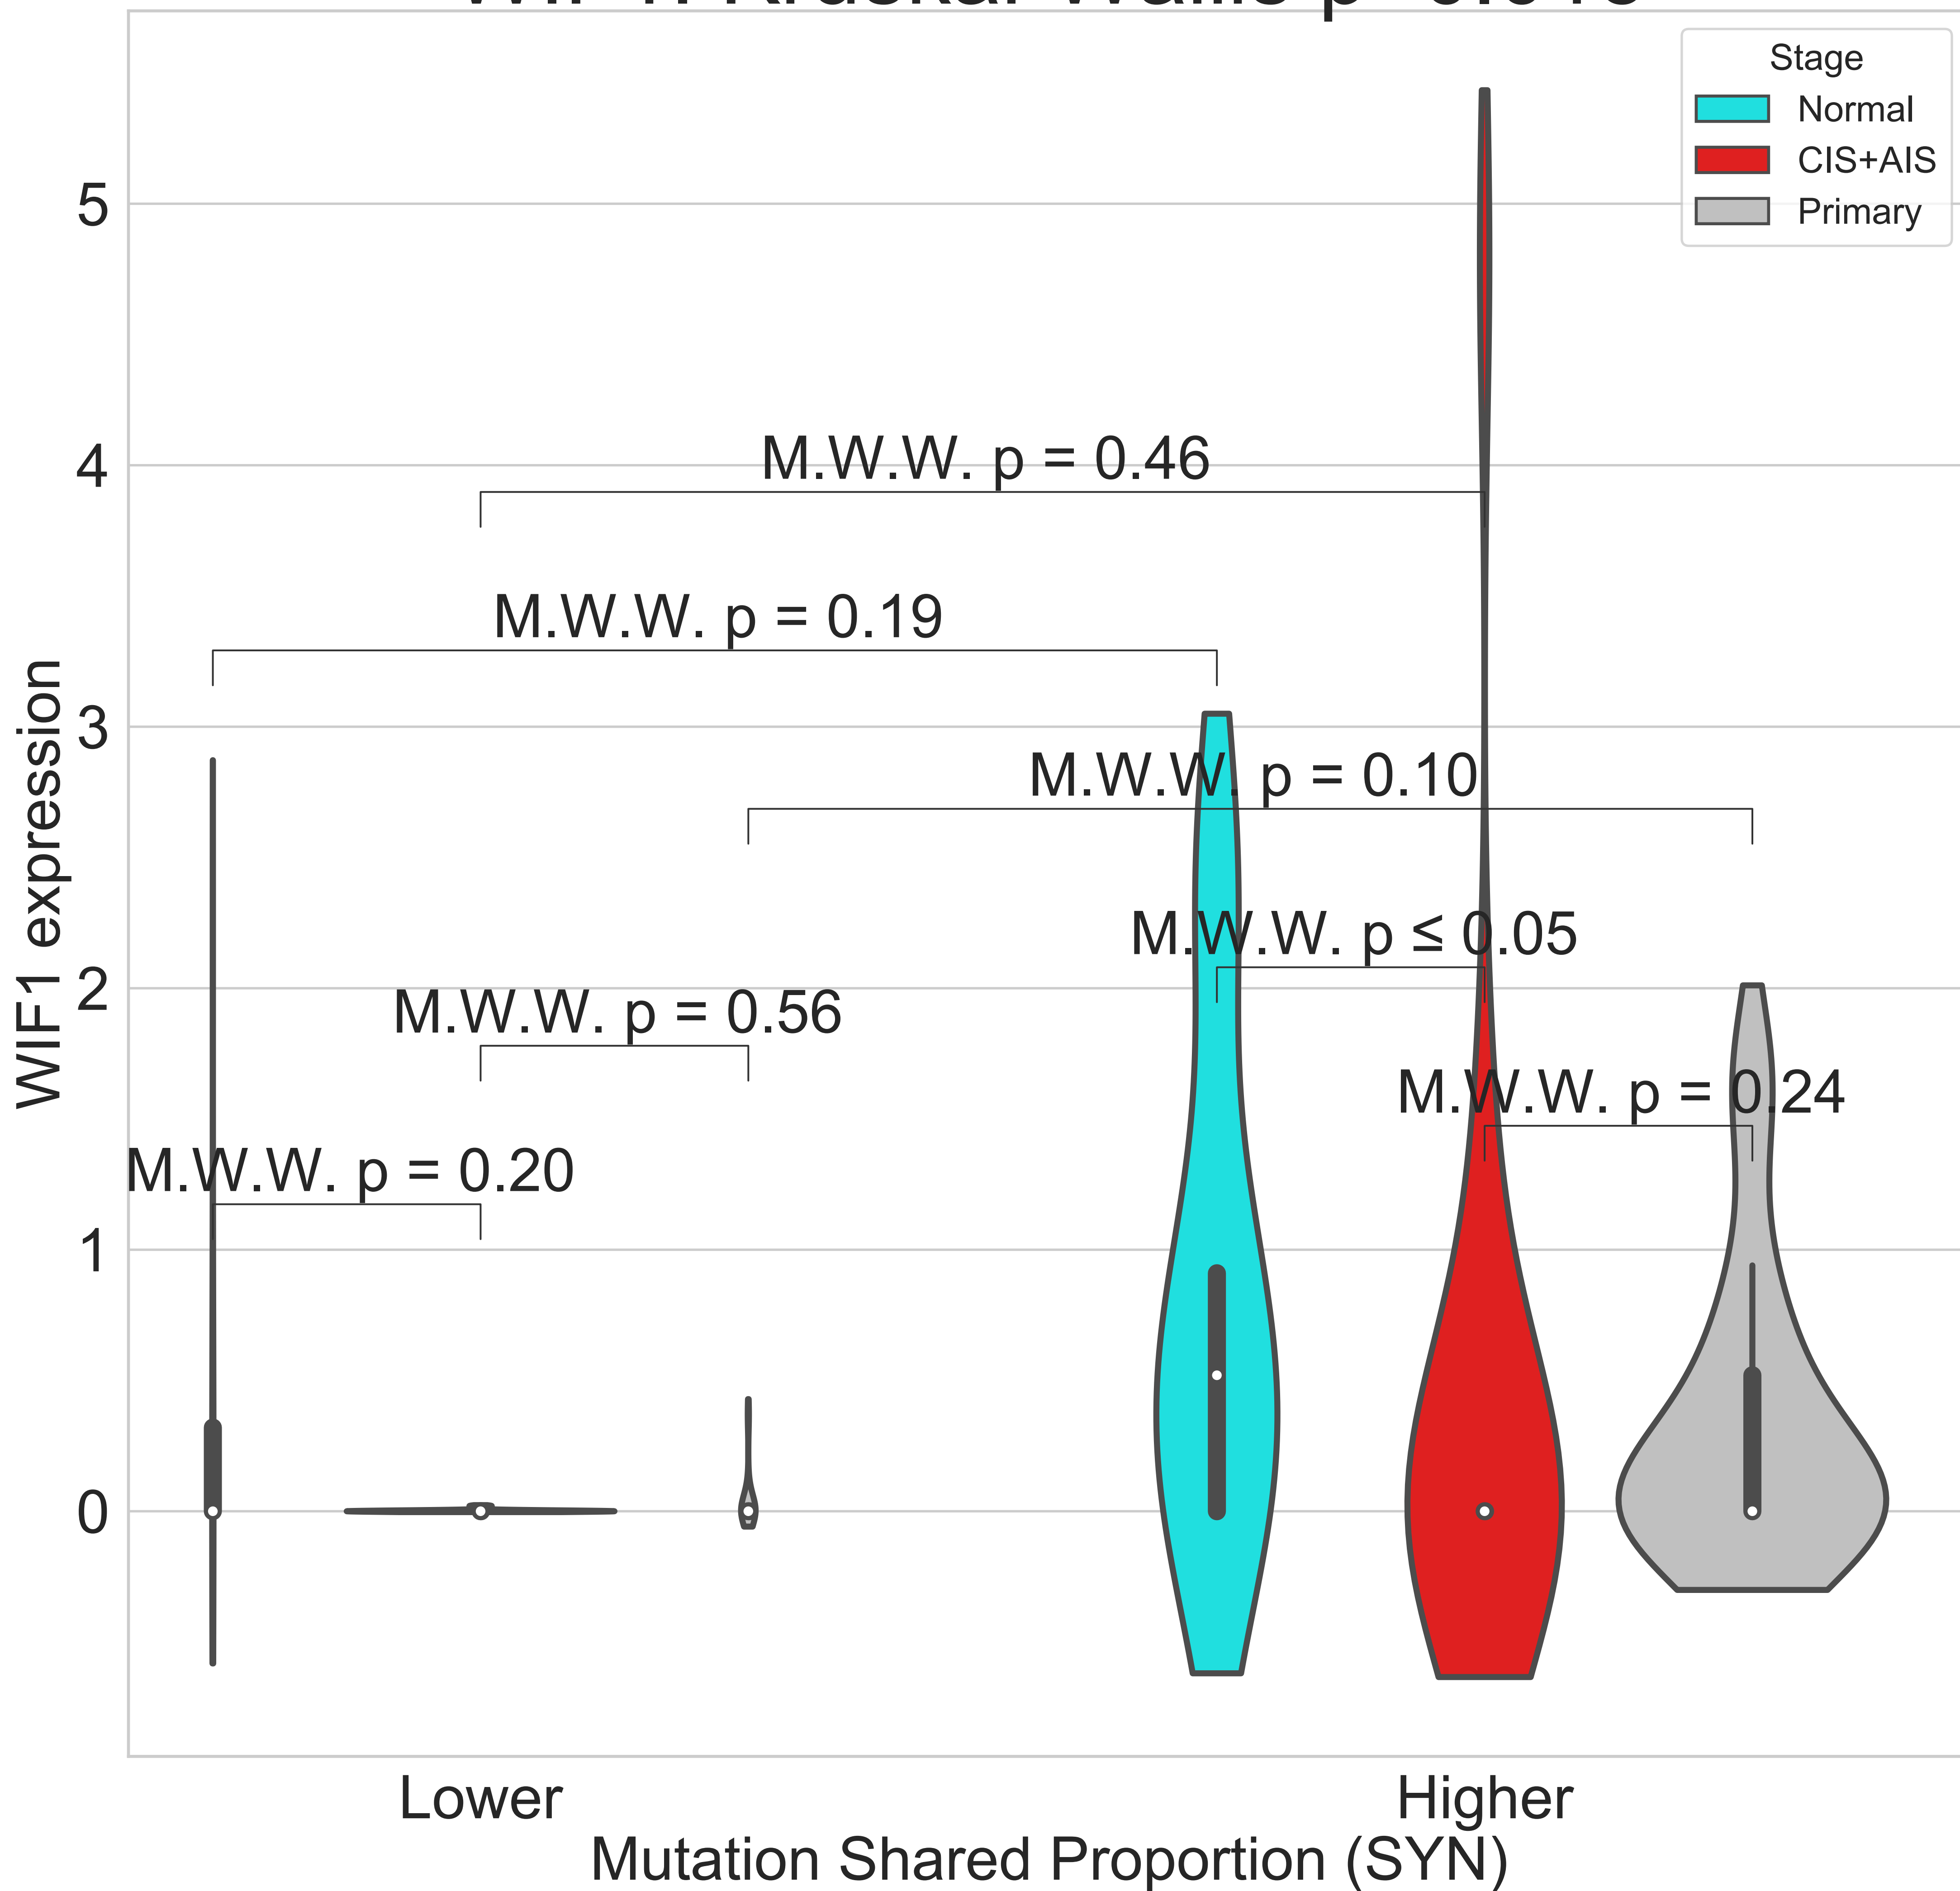 Stage
Normal
CIS+AIS
Primary
5
4
3
2
1
0
WIF1 expression
M.W.W. p = 0.46
M.W.W. p = 0.19
M.W.W. p = 0.10
M.W.W. p ≤ 0.05
M.W.W. p = 0.56
M.W.W. p = 0.24
M.W.W. p = 0.20
Lower
Higher
Mutation Shared Proportion (SYN)